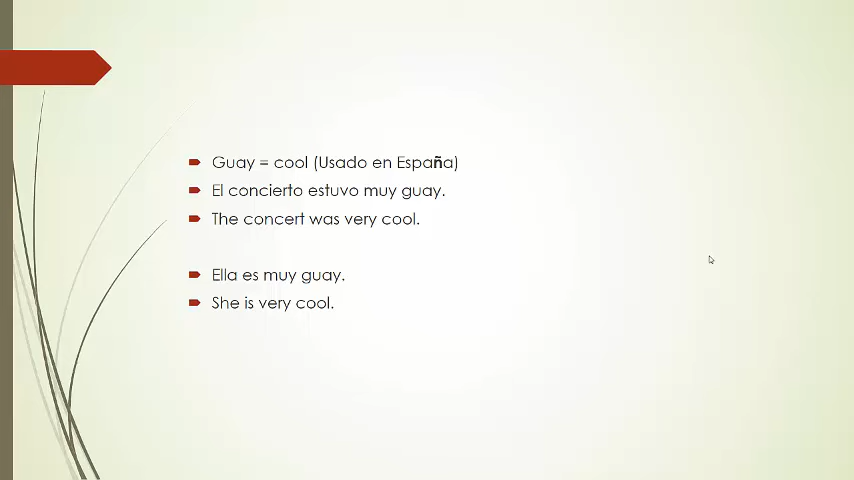 Guay = cool (Usado en España)
El concierto estuvo muy guay.
The concert was very cool.
Ella es muy guay.
She is very cool.